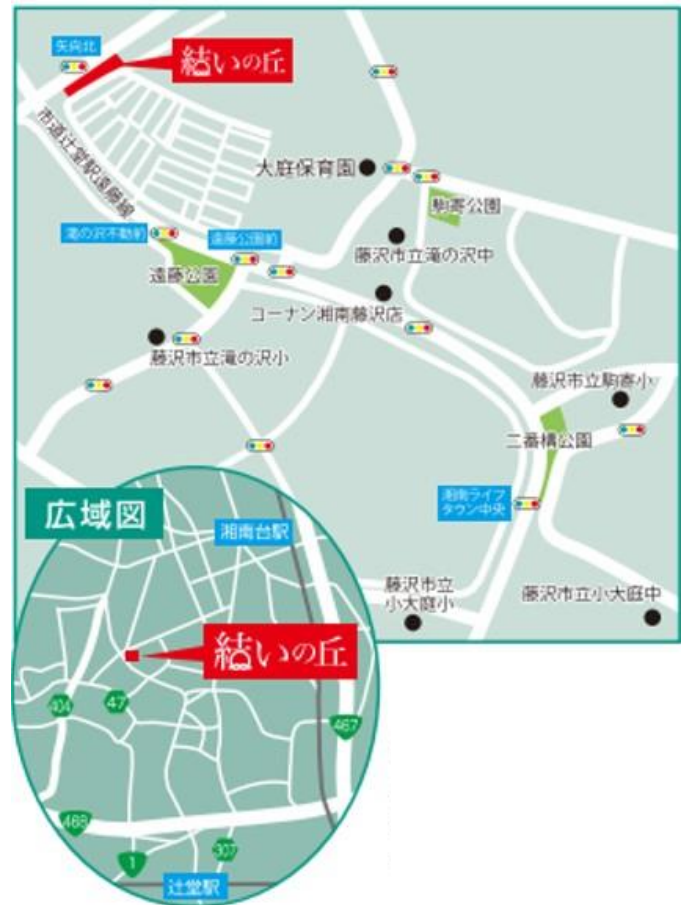 矢向北
結いの丘
市道辻堂駅遠藤線
大庭保育園
駒寄公園
滝の沢不動前
遠藤公園前
藤沢市立滝の沢中
遠藤公園
コーナン湘南藤沢店
藤沢市立滝の沢小
藤沢市立駒寄小
二番構公園
湘南ライフ
タウン中央
藤沢市立
小大庭小
藤沢市立小大庭中
広域図
湘南台駅
結いの丘
404
47
467
468
1
307
辻堂駅